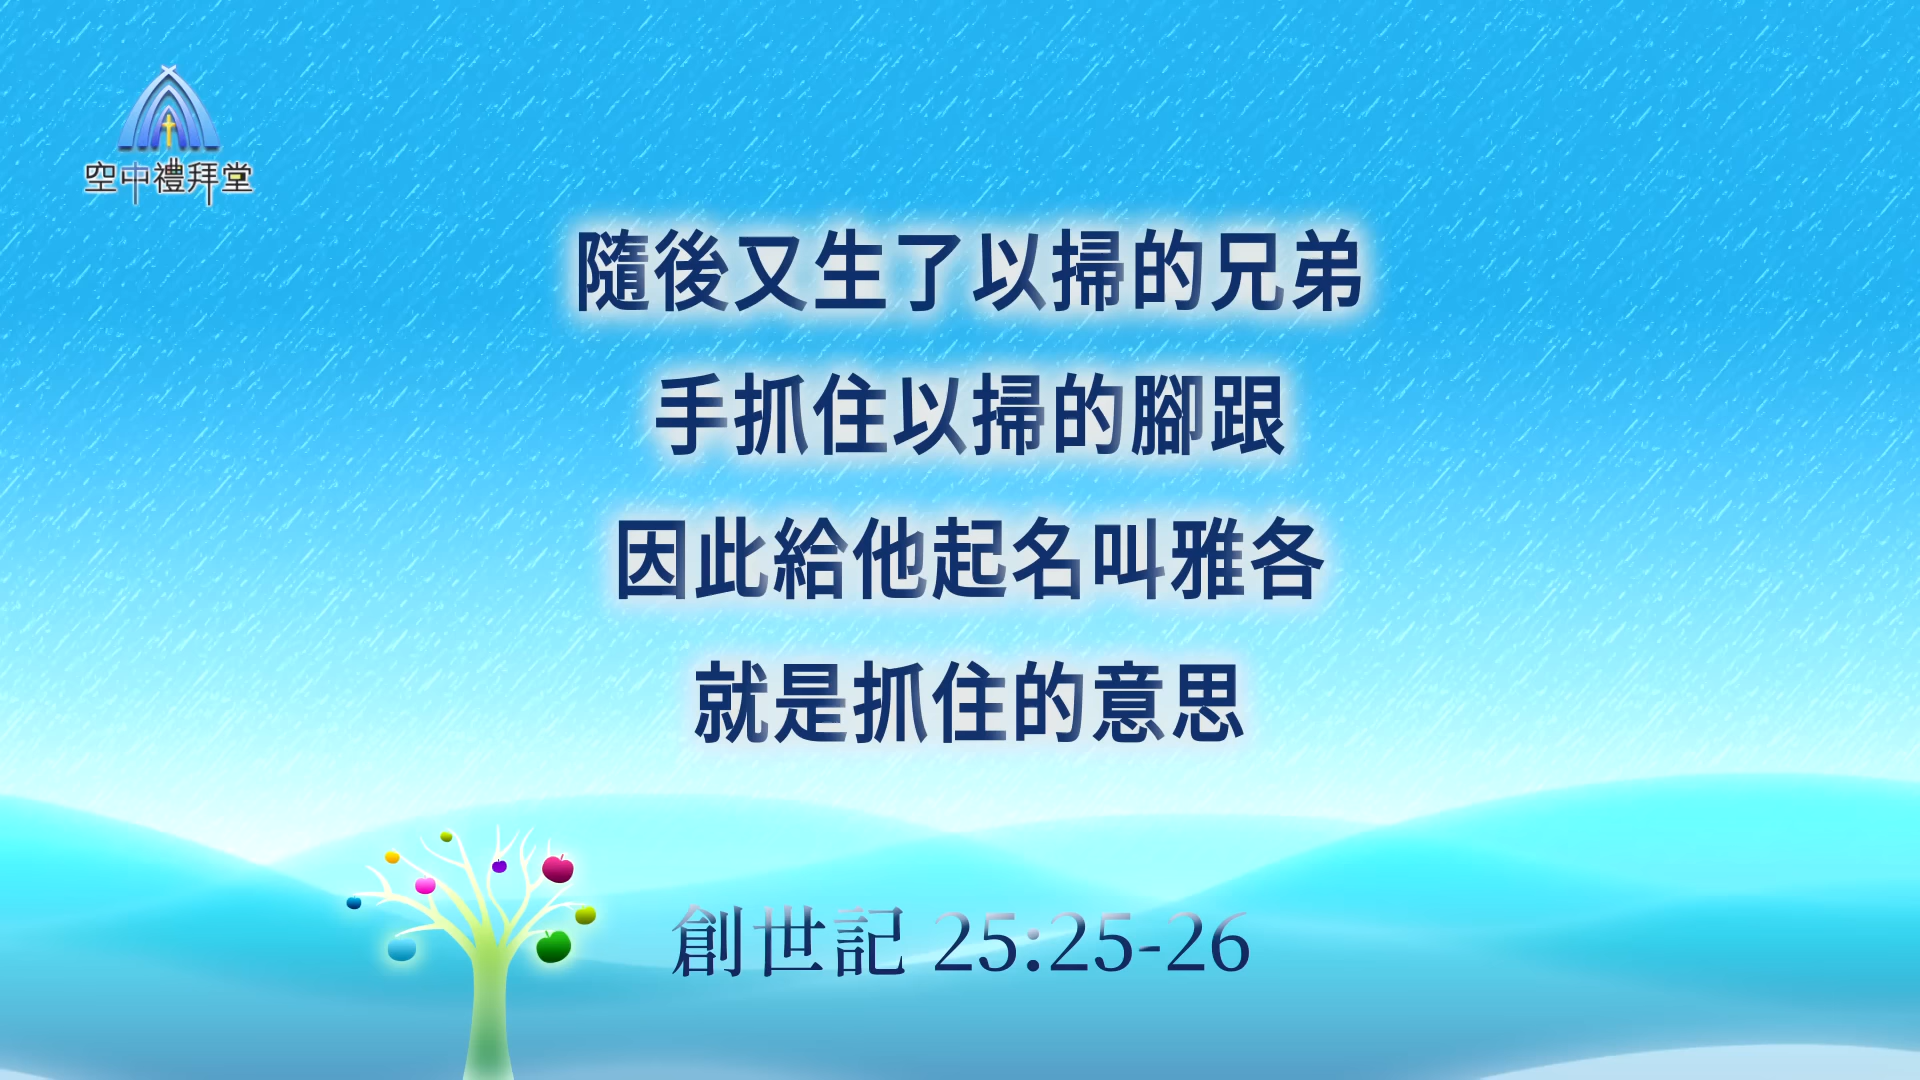 空中禮拜堂
隨後又生了以掃的兄弟
手抓住以掃的腳跟
因此給他起名叫雅各
就是抓住的意思
創世記 25:25-26